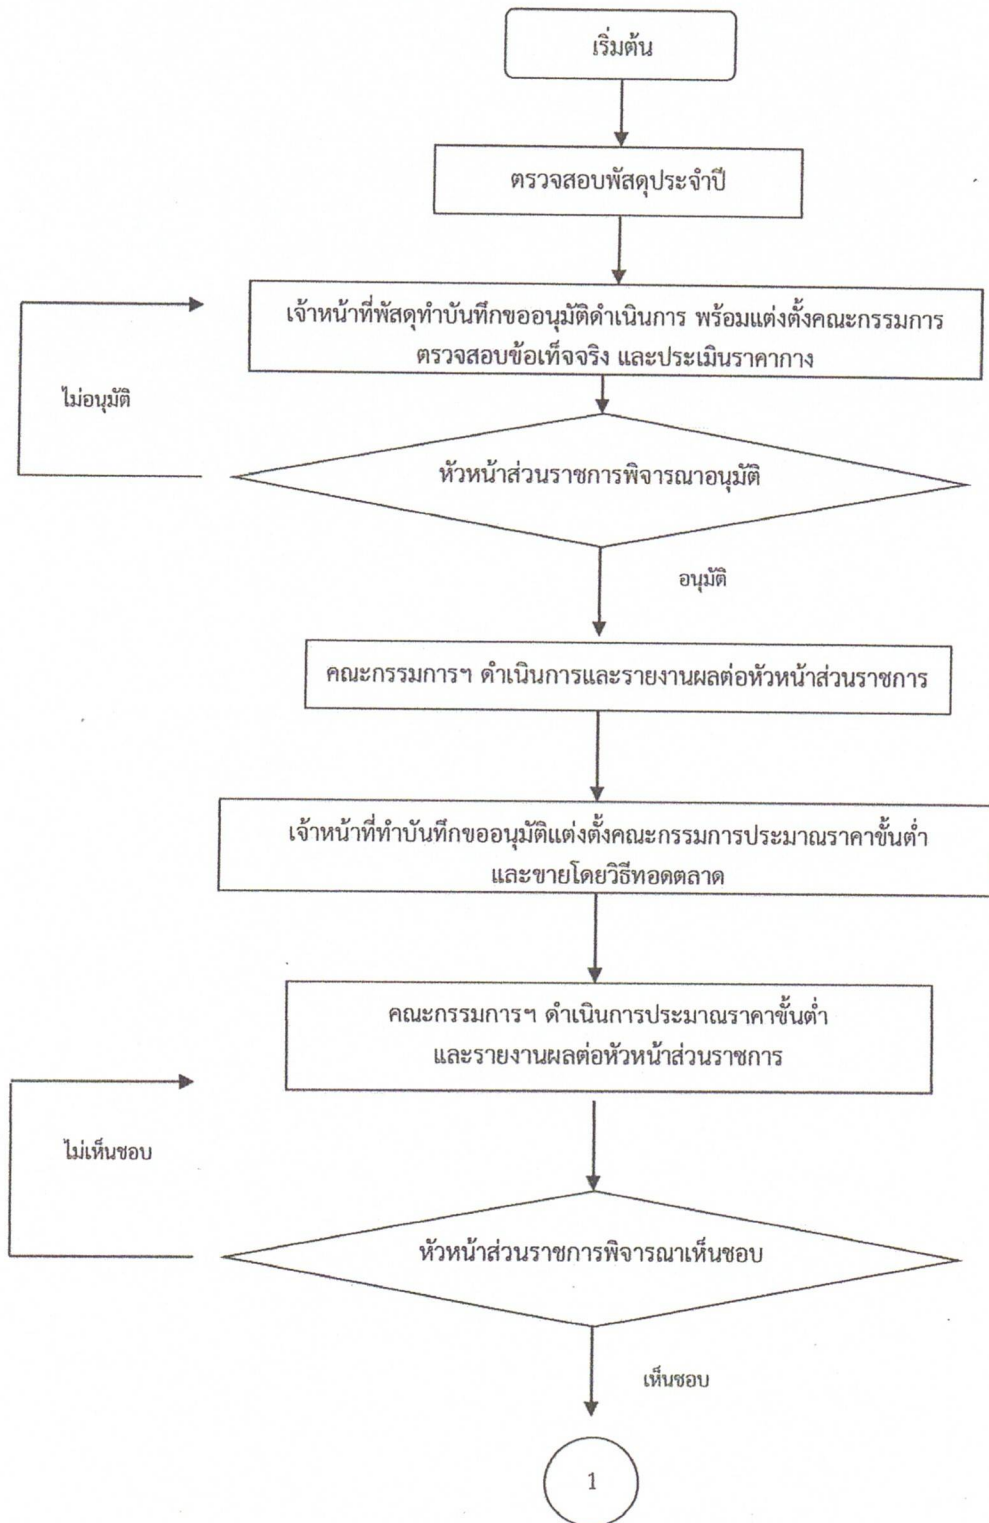 เริ่มต้น
ตรวจสอบพัสดุประจำปี
เจ้าหน้าที่พัสดุทำบันทึกขออนุมัติดำเนินการ พร้อมแต่งตั้งคณะกรรมการ
ตรวจสอบข้อเท็จจริง และประเมินราคากลาง
ไม่อนุมัติ
หัวหน้าส่วนราชการพิจารณาอนุมัติ
อนุมัติ
คณะกรรมการฯ ดำเนินการและรายงานผลต่อหัวหน้าส่วนราชการ
เจ้าหน้าที่ทำบันทึกขออนุมัติแต่งตั้งคณะกรรมการประมาณราคาขั้นต่ำ
และขายโดยวิธีทอดตลาด
คณะกรรมการฯ ดำเนินการประมาณราคาขั้นต่ำ
และรายงานผลต่อหัวหน้าส่วนราชการ
ไม่เห็นชอบ
หัวหน้าส่วนราชการพิจารณาเห็นชอบ
เห็นชอบ
1